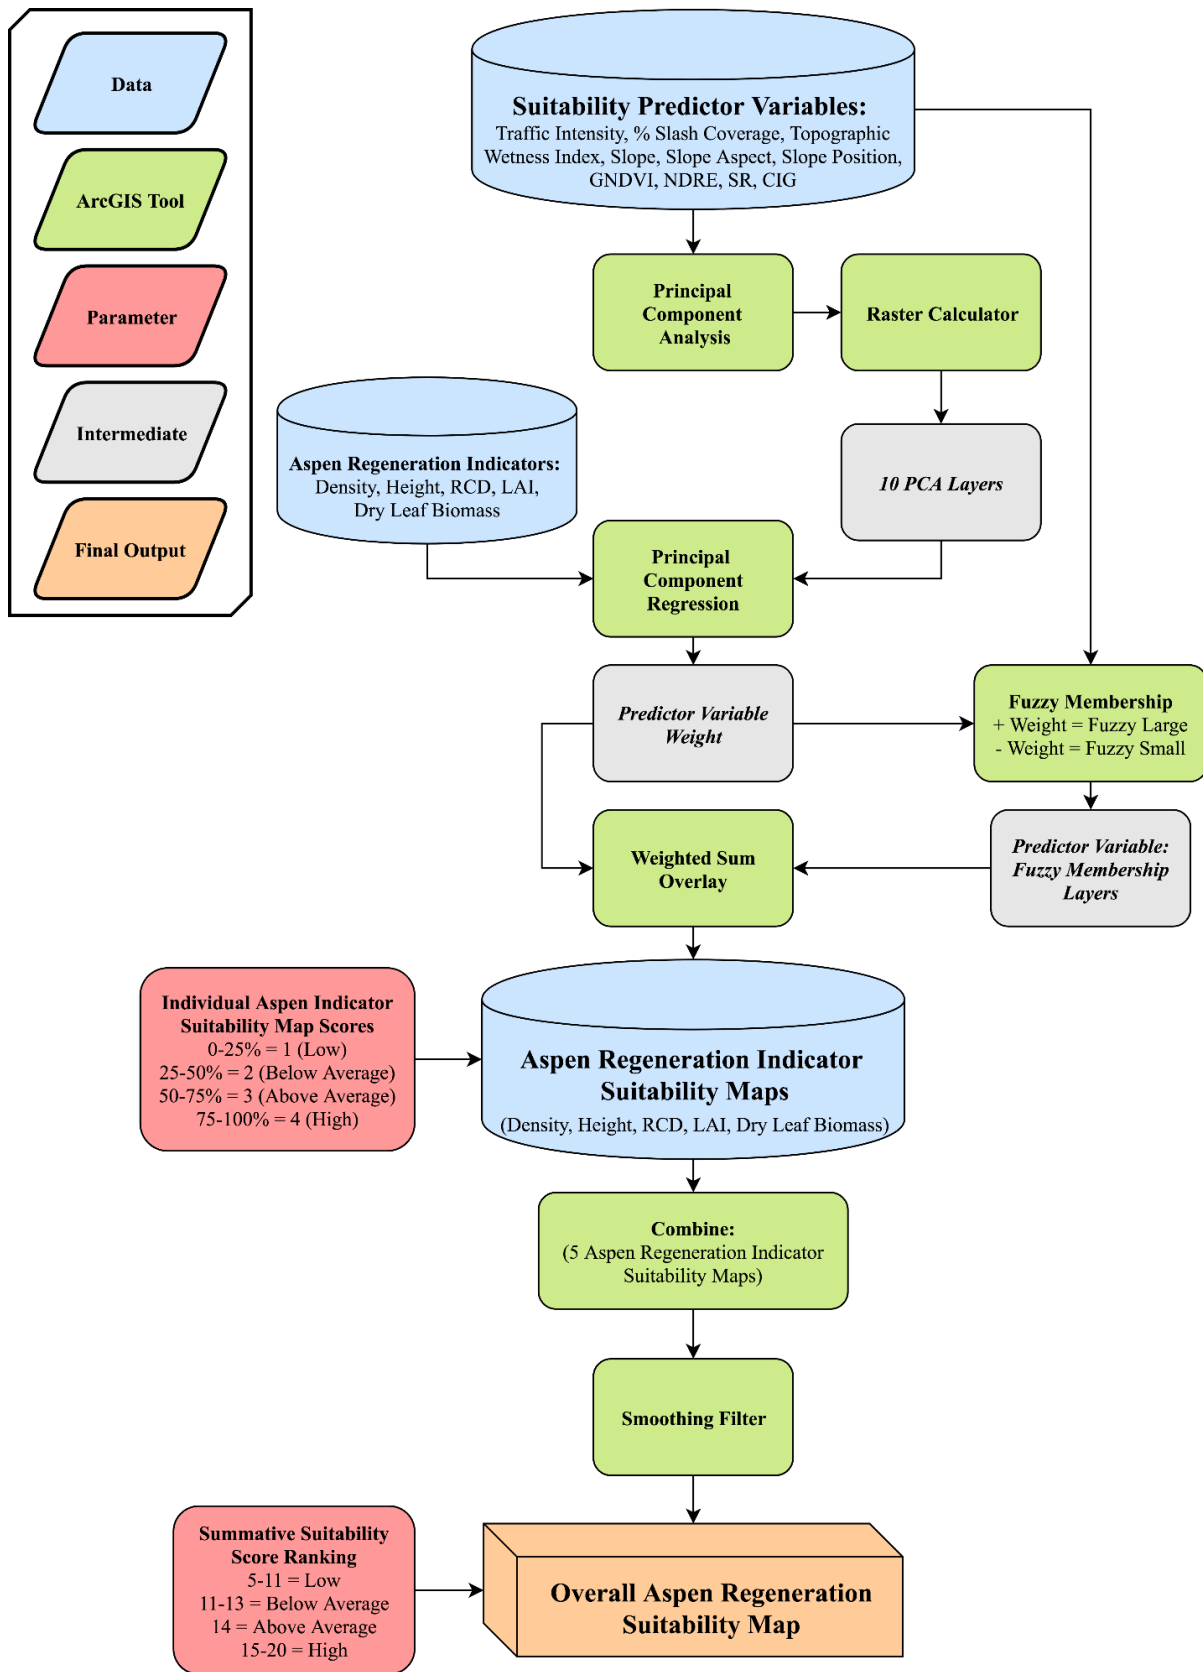 Data
ArcGIS Tool
Parameter
Intermediate
Final Output
Suitability Predictor Variables:
Traffic Intensity, % Slash Coverage, Topographic
Wetness Index, Slope, Slope Aspect, Slope Position,
GNDVI, NDRE, SR, CIG
Principal
Component
Analysis
Raster Calculator
10 PCA Layers
Aspen Regeneration Indicators:
Density, Height, RCD, LAI,
Dry Leaf Biomass
Principal
Component
Regression
Predictor Variable
Weight
Fuzzy Membership
+ Weight = Fuzzy Large
- Weight = Fuzzy Small
Weighted Sum
Overlay
Predictor Variable:
Fuzzy Membership
Layers
Individual Aspen Indicator
Suitability Map Scores
0-25% = 1 (Low)
25-50% = 2 (Below Average)
50-75% = 3 (Above Average)
75-100% = 4 (High)
Aspen Regeneration Indicator
Suitability Maps
(Density, Height, RCD, LAI, Dry Leaf Biomass)
Combine:
(5 Aspen Regeneration Indicator
Suitability Maps)
Smoothing Filter
Summative Suitability
Score Ranking
5-11 = Low
11-13 = Below Average
14 = Above Average
15-20 = High
Overall Aspen Regeneration
Suitability Map